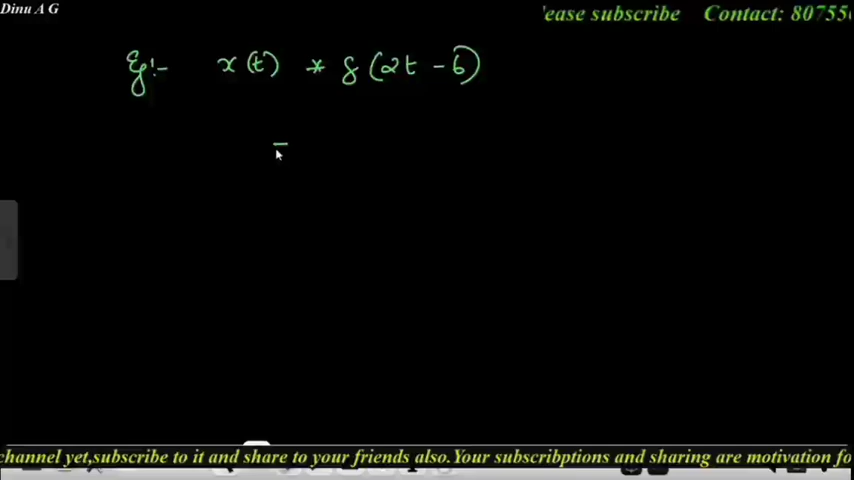 Dinu A G
ease subscribe Contact: 80755
Eg:- x(t) * δ(2t - 6)
channel yet,subscribe to it and share to your friends also.Your subscribptions and sharing are motivation fo